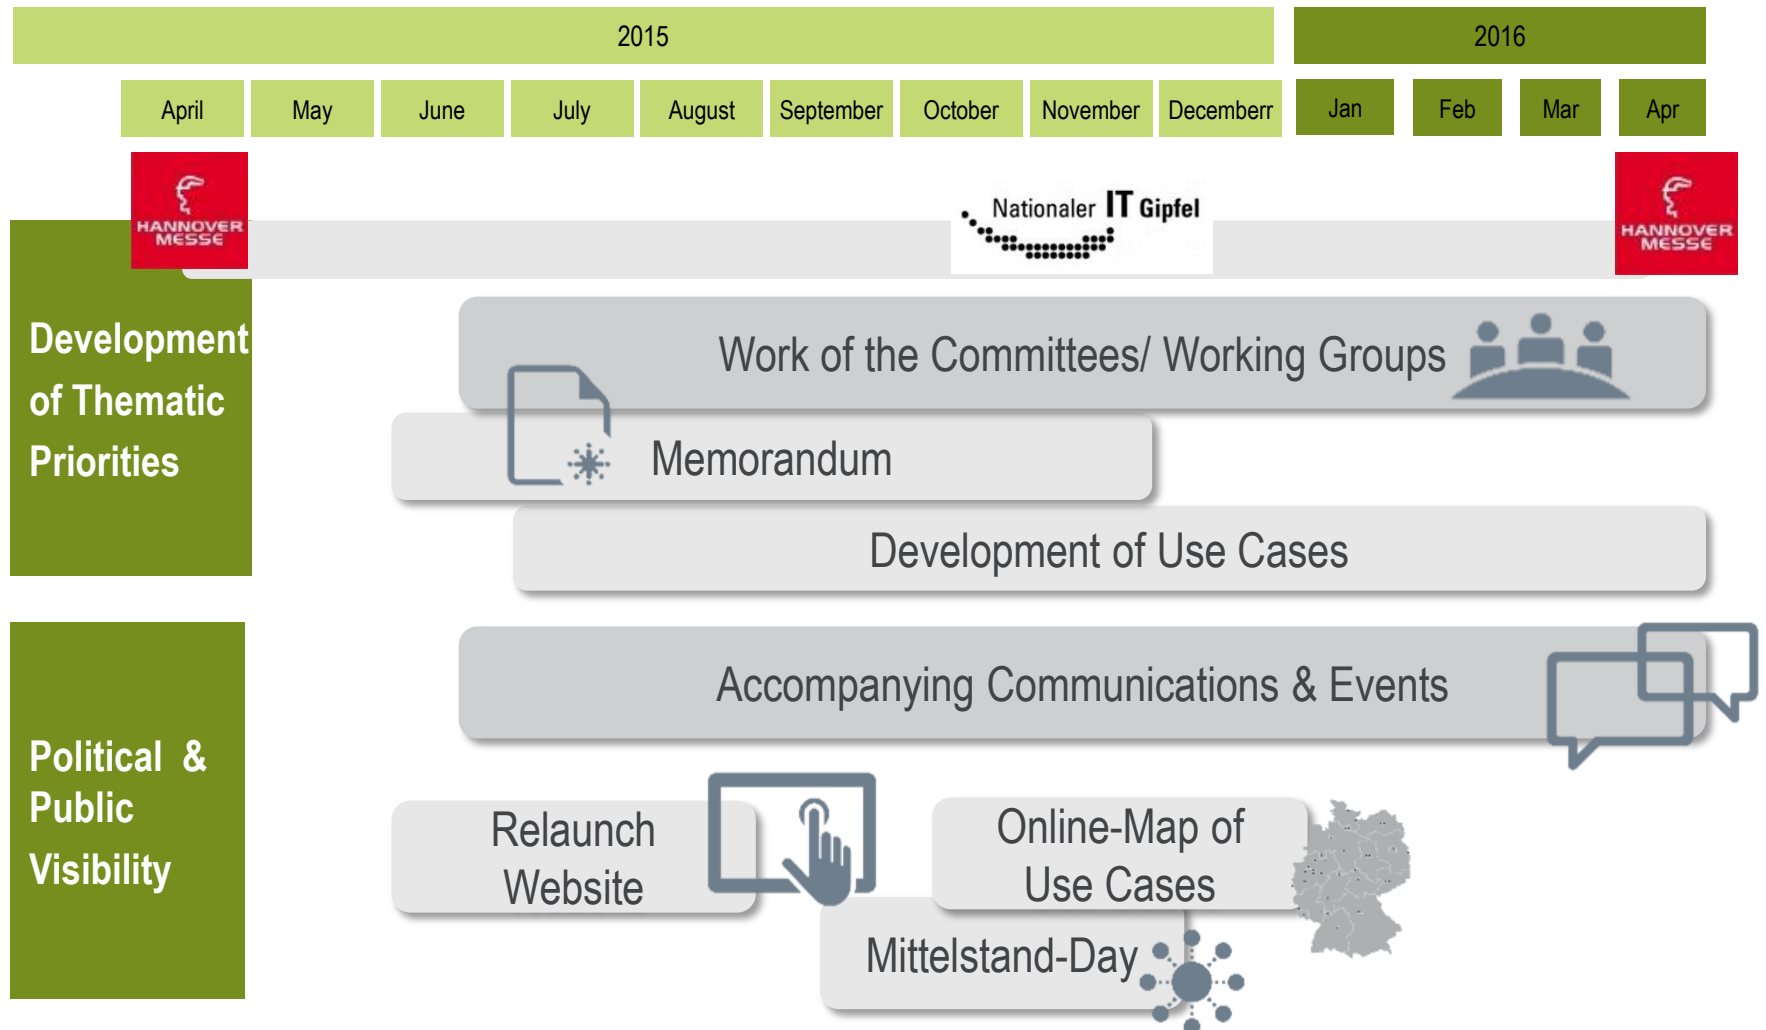 2015
2016
April
May
June
July
August
September
October
November
Decemberr
Jan
Feb
Mar
Apr
HANNOVER
MESSE
Nationaler IT Gipfel
HANNOVER
MESSE
Development
of Thematic
Priorities
Work of the Committees/ Working Groups
Memorandum
Development of Use Cases
Political &
Public
Visibility
Accompanying Communications & Events
Relaunch
Website
Online-Map of
Use Cases
Mittelstand-Day